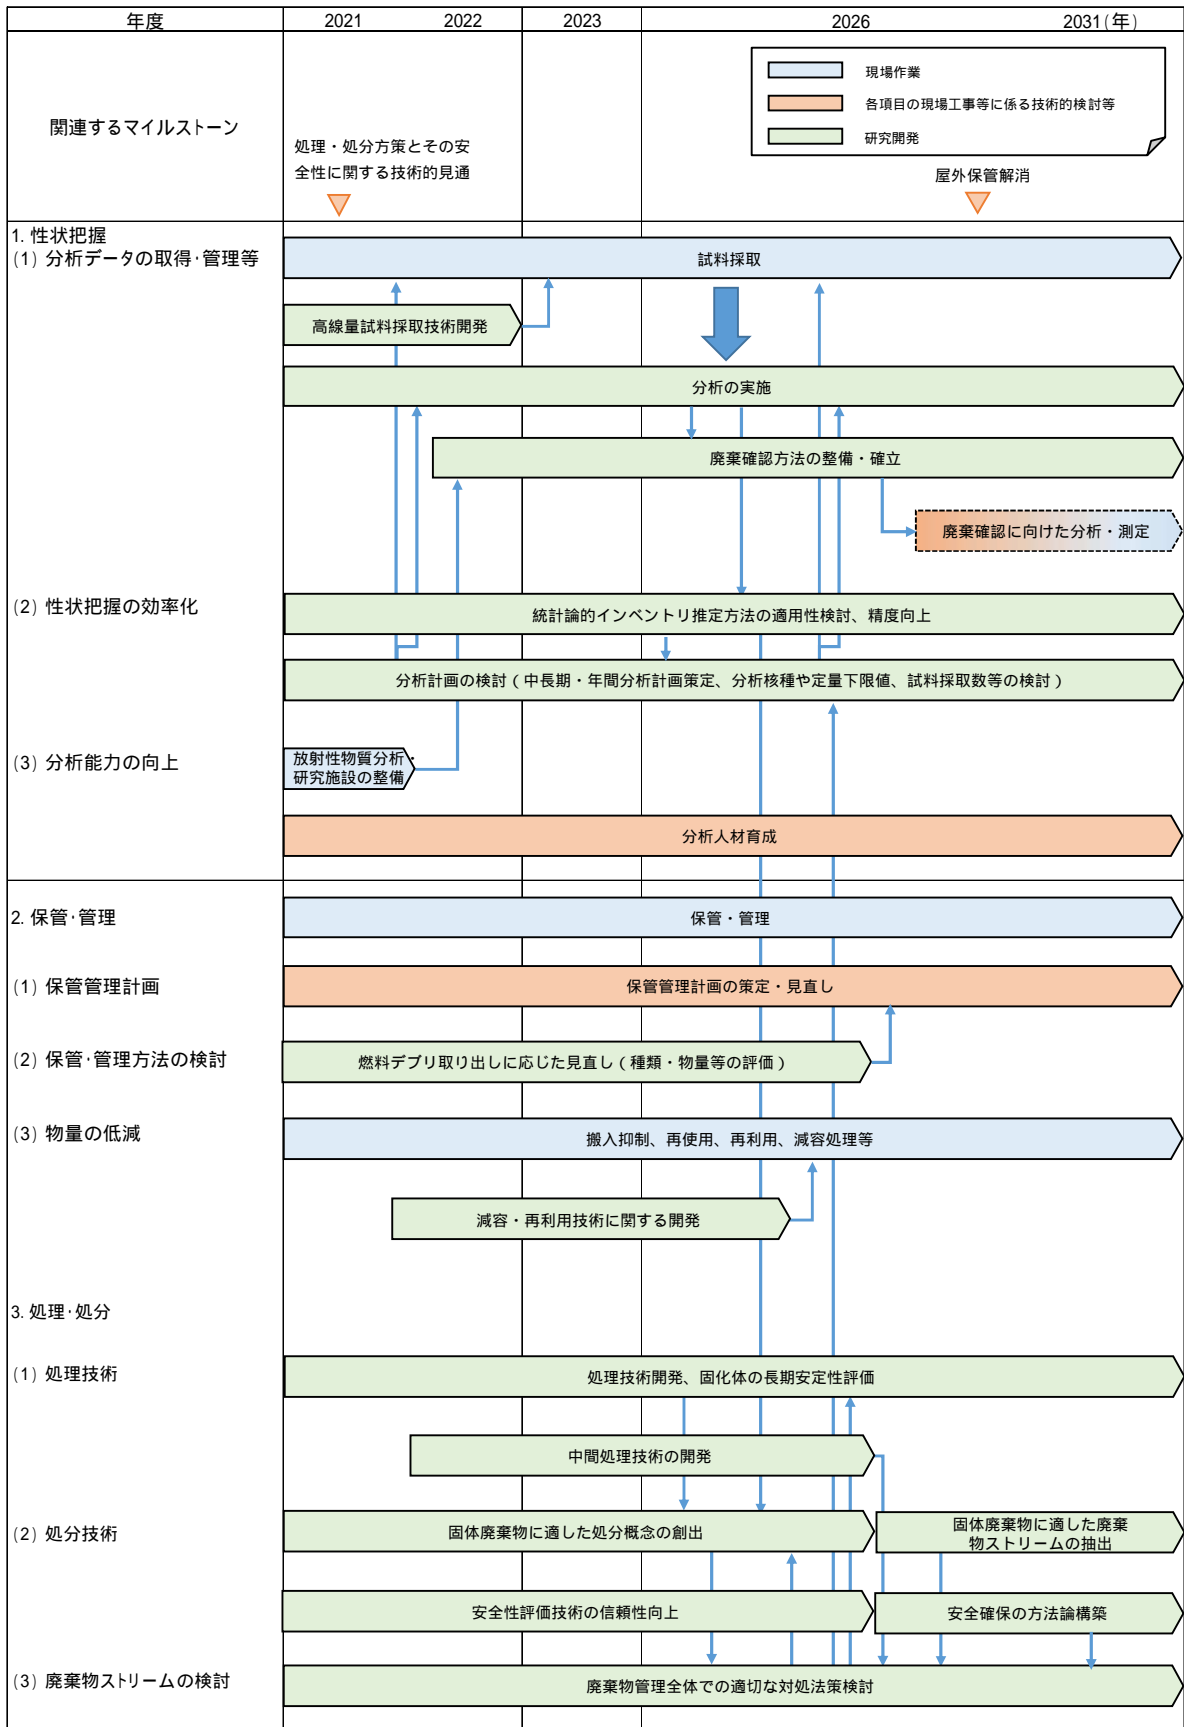 年度
2021
2022
2023
2026
2031(年)
現場作業
各項目の現場工事等に係る技術的検討等
研究開発
関連するマイルストーン
処理・処分方策とその安
全性に関する技術的見通
屋外保管解消
1. 性状把握
(1) 分析データの取得・管理等
試料採取
高線量試料採取技術開発
分析の実施
廃棄確認方法の整備・確立
廃棄確認に向けた分析・測定
(2) 性状把握の効率化
統計論的インベントリ推定方法の適用性検討、精度向上
分析計画の検討(中長期・年間分析計画策定、分析核種や定量下限値、試料採取数等の検討)
(3) 分析能力の向上
放射性物質分析・
研究施設の整備
分析人材育成
2. 保管・管理
保管・管理
(1) 保管管理計画
保管管理計画の策定・見直し
(2) 保管・管理方法の検討
燃料デブリ取り出しに応じた見直し(種類・物量等の評価)
(3) 物量の低減
搬入抑制、再使用、再利用、減容処理等
減容・再利用技術に関する開発
3. 処理・処分
(1) 処理技術
処理技術開発、固化体の長期安定性評価
中間処理技術の開発
(2) 処分技術
固体廃棄物に適した処分概念の創出
固体廃棄物に適した廃棄
物ストリームの抽出
安全性評価技術の信頼性向上
安全確保の方法論構築
(3) 廃棄物ストリームの検討
廃棄物管理全体での適切な対処法策検討